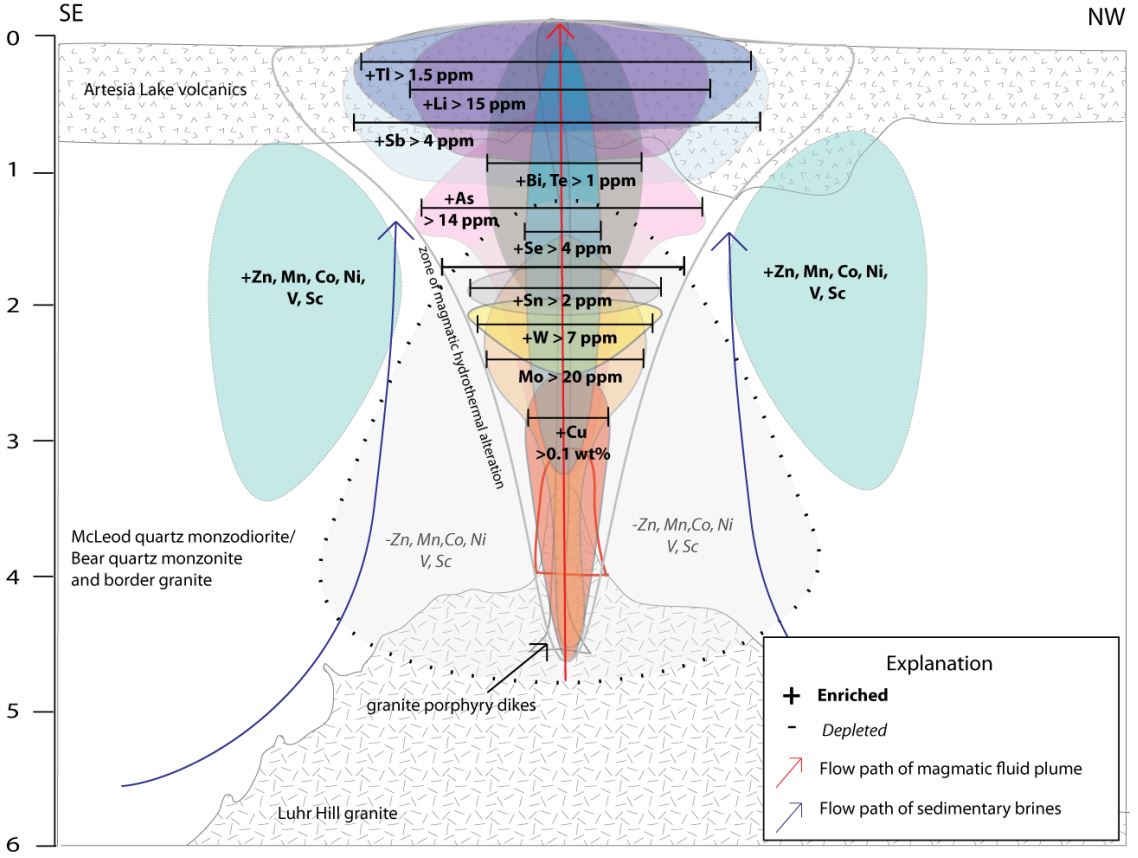 SE
NW
0
1
2
3
4
5
6
Artesia Lake volcanics
+Tl > 1.5 ppm
+Li > 15 ppm
+Sb > 4 ppm
+Bi, Te > 1 ppm
+As
> 14 ppm
+Se > 4 ppm
+Sn > 2 ppm
+W > 7 ppm
Mo > 20 ppm
+Cu
>0.1 wt%
zone of magmatic hydrothermal alteration
+Zn, Mn, Co, Ni,
V, Sc
+Zn, Mn, Co, Ni,
V, Sc
-Zn, Mn,Co, Ni
V, Sc
-Zn, Mn,Co, Ni
V, Sc
McLeod quartz monzodiorite/
Bear quartz monzonite
and border granite
granite porphyry dikes
Luhr Hill granite
Explanation
+ Enriched
- Depleted
Flow path of magmatic fluid plume
Flow path of sedimentary brines